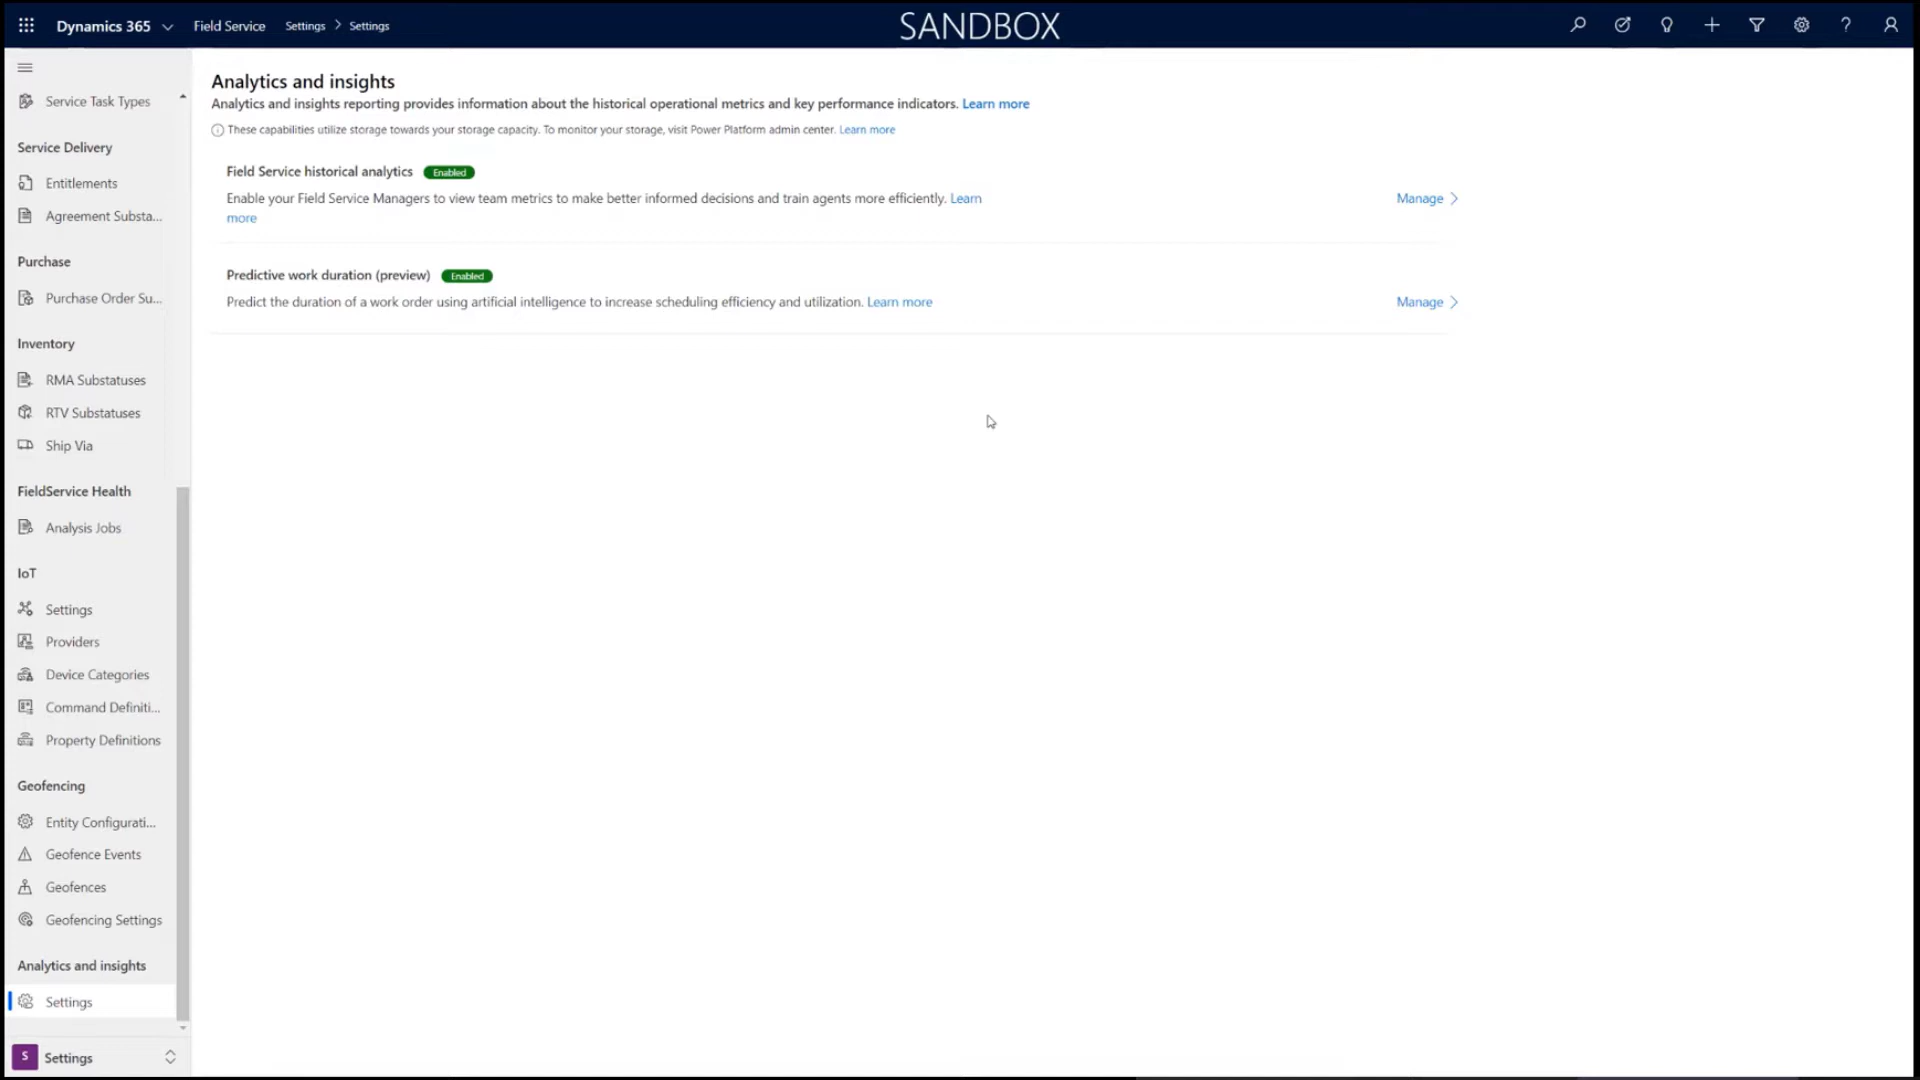 Dynamics 365
Field Service
Settings > Settings
SANDBOX
Service Task Types
Service Delivery
Entitlements
Agreement Substa...
Purchase
Purchase Order Su...
Inventory
RMA Substatuses
RTV Substatuses
Ship Via
FieldService Health
Analysis Jobs
IoT
Settings
Providers
Device Categories
Command Definiti...
Property Definitions
Geofencing
Entity Configurati...
Geofence Events
Geofences
Geofencing Settings
Analytics and insights
Settings
S
Settings
Analytics and insights
Analytics and insights reporting provides information about the historical operational metrics and key performance indicators. Learn more
These capabilities utilize storage towards your storage capacity. To monitor your storage, visit Power Platform admin center. Learn more
Field Service historical analytics Enabled
Enable your Field Service Managers to view team metrics to make better informed decisions and train agents more efficiently. Learn
more
Manage >
Predictive work duration (preview) Enabled
Predict the duration of a work order using artificial intelligence to increase scheduling efficiency and utilization. Learn more
Manage >